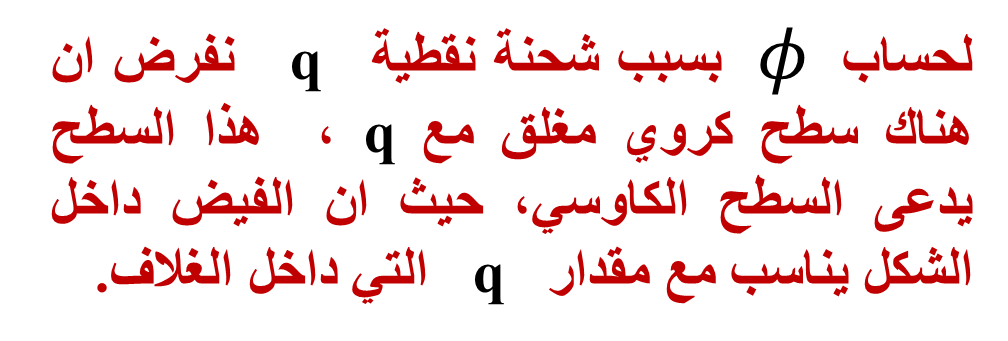 لحساب ϕ بسبب شحنة نقطية q نفرض ان
هناك سطح كروي مغلق مع q ، هذا السطح
يدعى السطح الكاوسي، حيث ان الفيض داخل
الشكل يناسب مع مقدار q التي داخل الغلاف.